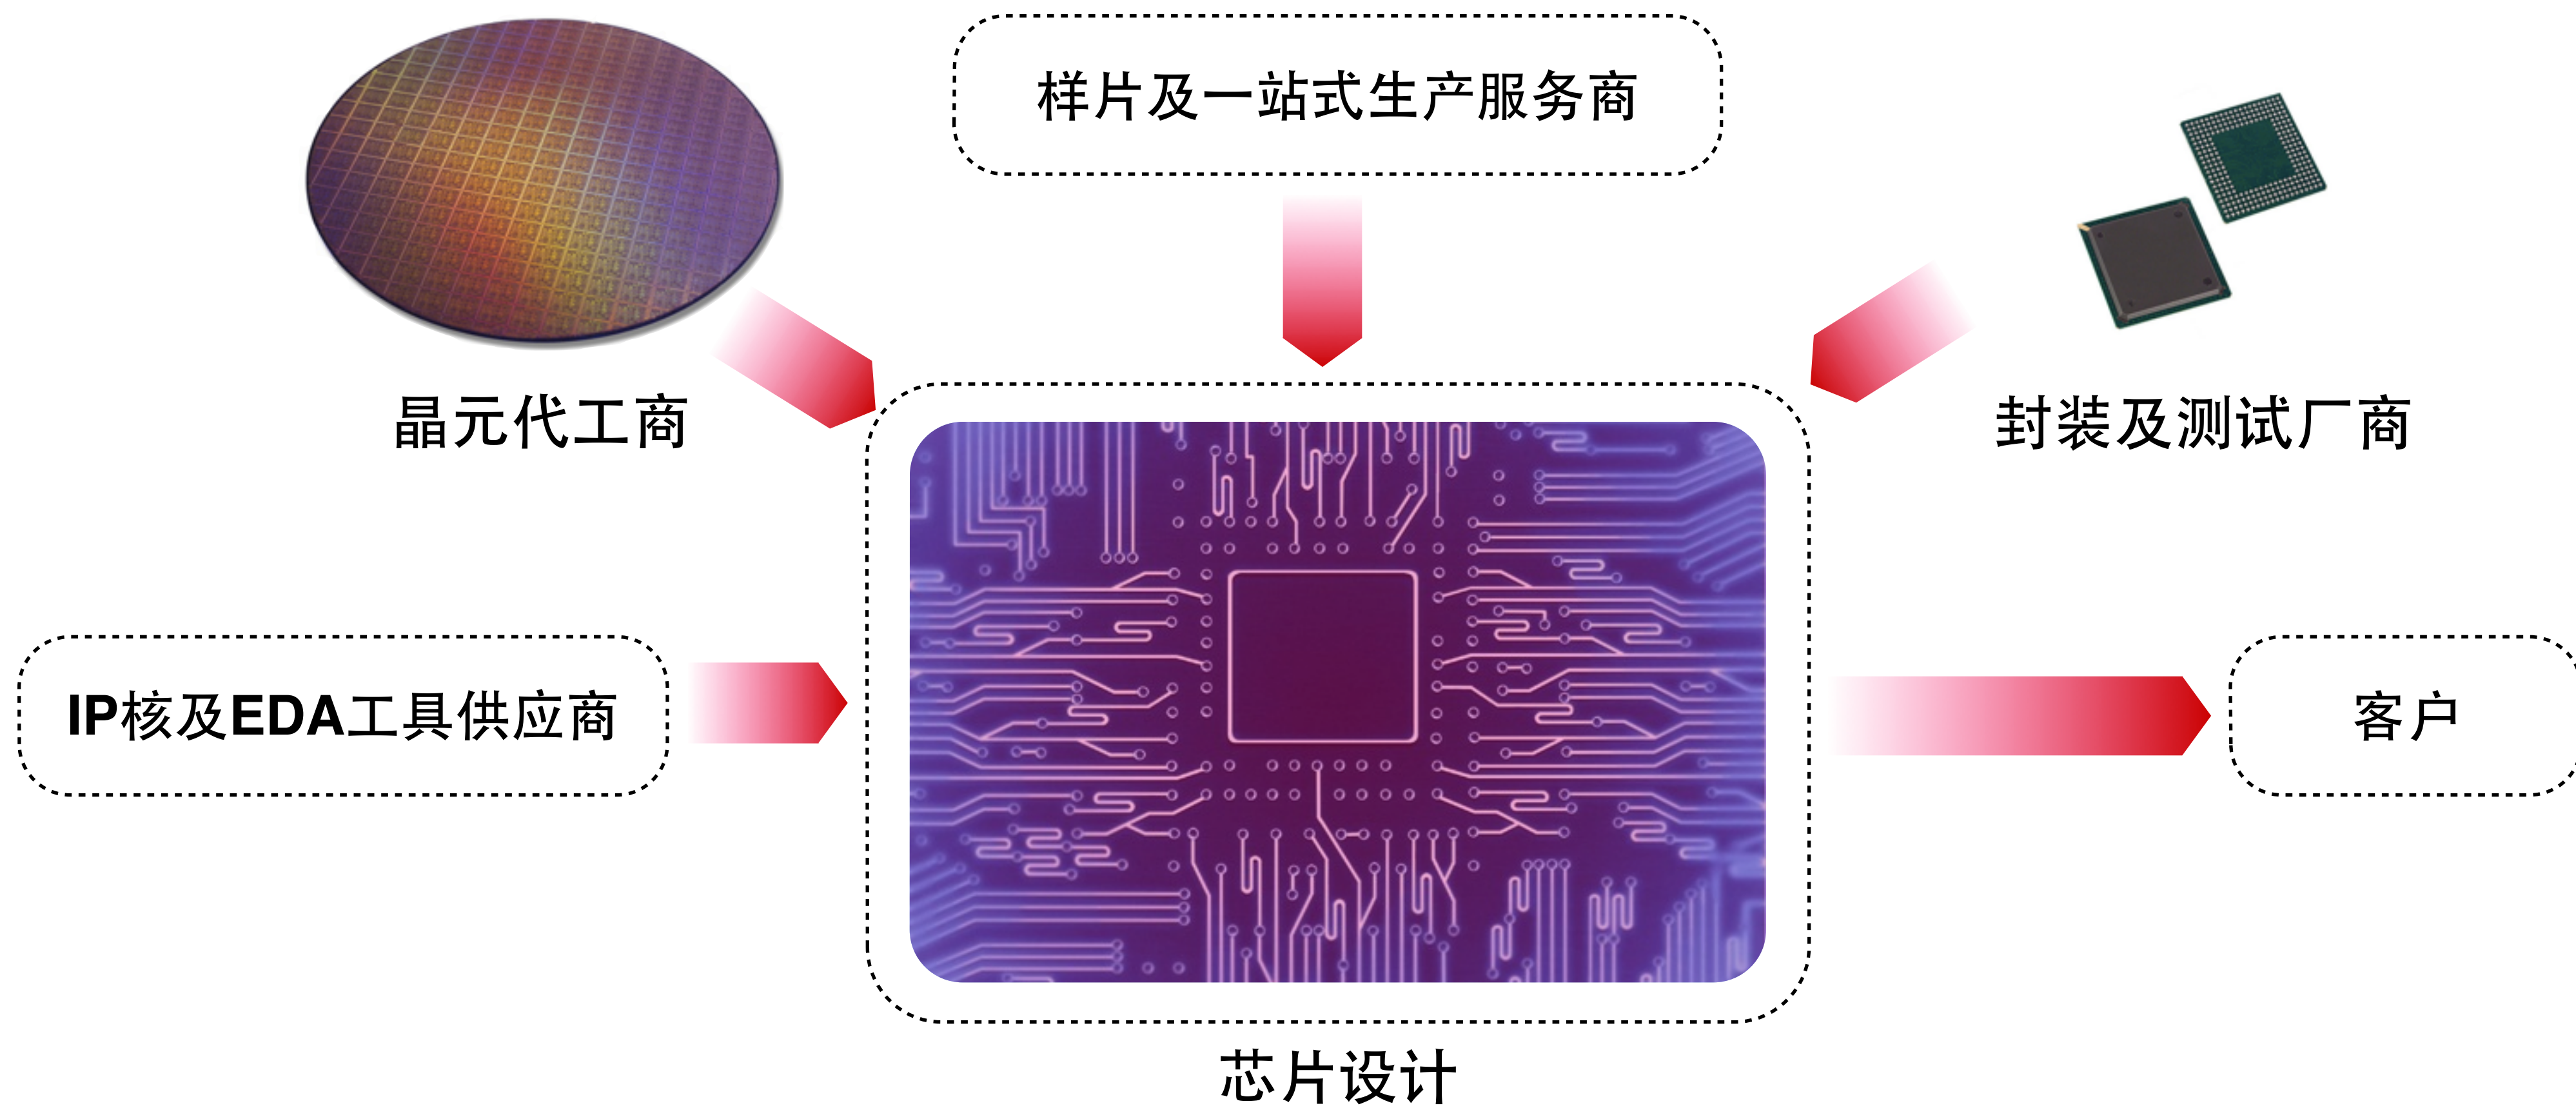 样片及一站式生产服务商
晶元代工商
封装及测试厂商
IP核及EDA工具供应商
客户
芯片设计